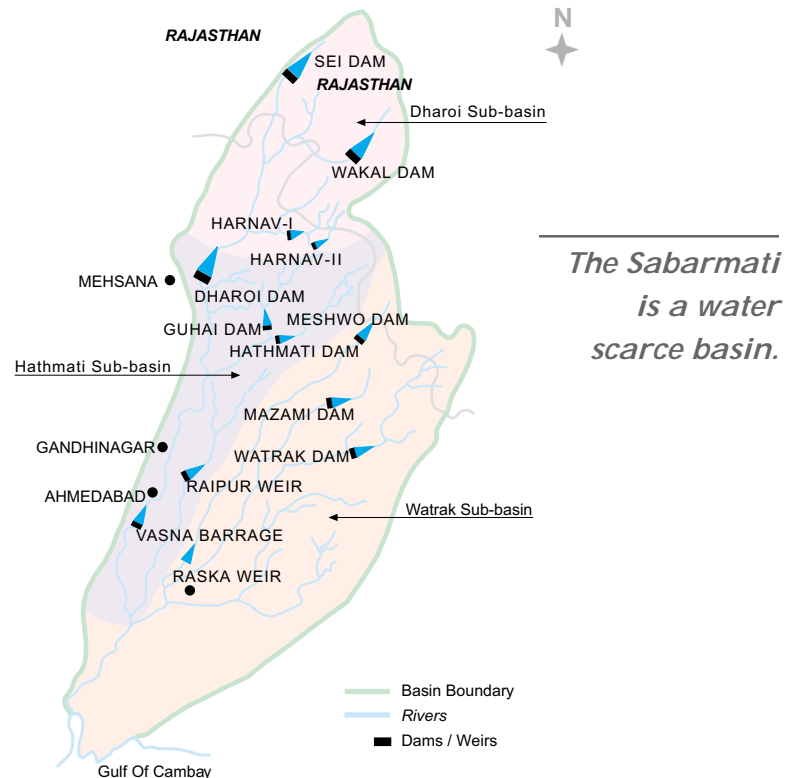 N
RAJASTHAN
SEI DAM
RAJASTHAN
Dharoi Sub-basin
WAKAL DAM
HARNAV-I
HARNAV-II
MEHSANA
DHAROI DAM
GUHAI DAM
MESHWO DAM
HATHMATI DAM
Hathmati Sub-basin
MAZAMI DAM
GANDHINAGAR
WATRAK DAM
RAIPUR WEIR
AHMEDABAD
Watrak Sub-basin
VASNA BARRAGE
RASKA WEIR
The Sabarmati
is a water
scarce basin.
Basin Boundary
Rivers
Dams / Weirs
Gulf Of Cambay